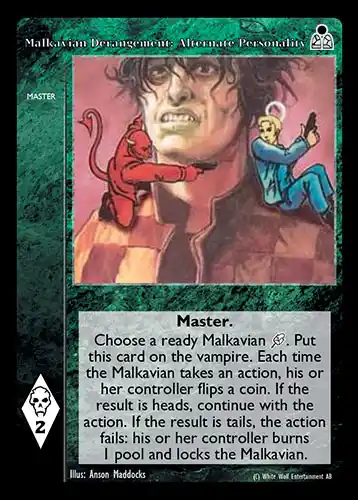 Malkavian Derangement: Alternate Personality
MASTER
Master.
Choose a ready Malkavian . Put
this card on the vampire. Each time
the Malkavian takes an action, his or
her controller flips a coin. If the
result is heads, continue with the
action. If the result is tails, the action
fails: his or her controller burns
1 pool and locks the Malkavian.
2
Illus: Anson Maddocks
(C) White Wolf Entertainment AB